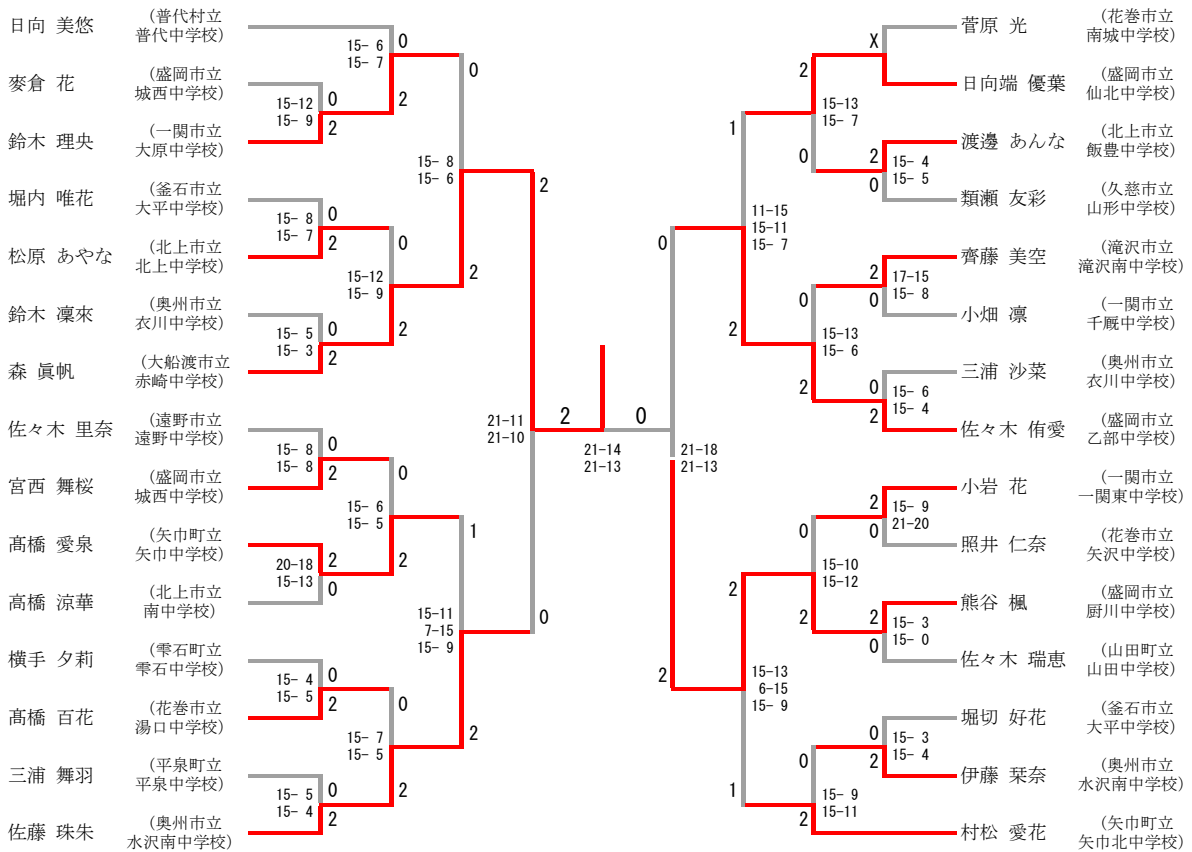 日向 美悠
(普代村立
普代中学校)
麥倉 花
(盛岡市立
城西中学校)
鈴木 理央
(一関市立
大原中学校)
堀内 唯花
(釜石市立
大平中学校)
松原 あやな
(北上市立
北上中学校)
鈴木 凜來
(奥州市立
衣川中学校)
森 眞帆
(大船渡市立
赤崎中学校)
佐々木 里奈
(遠野市立
遠野中学校)
宮西 舞桜
(盛岡市立
城西中学校)
髙橋 愛泉
(矢巾町立
矢巾中学校)
高橋 涼華
(北上市立
南中学校)
横手 夕莉
(雫石町立
雫石中学校)
髙橋 百花
(花巻市立
湯口中学校)
三浦 舞羽
(平泉町立
平泉中学校)
佐藤 珠朱
(奥州市立
水沢南中学校)
0
15-12
15- 9
2
0
15- 8
15- 7
2
0
15- 5
15- 3
2
0
15- 8
15- 8
2
2
20-18
15-13
0
0
15- 4
15- 5
2
0
15- 5
15- 4
2
0
15- 6
15- 7
2
0
15-12
15- 9
2
0
15- 6
15- 5
2
0
15- 7
15- 5
2
0
15- 8
15- 6
2
1
15-11
7-15
15- 9
2
2
21-11
21-10
0
2
0
21-14
21-13
0
21-18
21-13
2
1
11-15
15-11
15- 7
2
2
15-13
6-15
15- 9
1
2
15-13
15- 7
0
0
15-13
15- 6
2
0
15-10
15-12
2
0
15- 9
15-11
2
X
2
15- 4
15- 5
0
2
17-15
15- 8
0
0
15- 6
15- 4
2
2
15- 9
21-20
0
2
15- 3
15- 0
0
0
15- 3
15- 4
2
菅原 光
(花巻市立
南城中学校)
日向端 優葉
(盛岡市立
仙北中学校)
渡邊 あんな
(北上市立
飯豊中学校)
類瀬 友彩
(久慈市立
山形中学校)
齊藤 美空
(滝沢市立
滝沢南中学校)
小畑 凛
(一関市立
千厩中学校)
三浦 沙菜
(奥州市立
衣川中学校)
佐々木 侑愛
(盛岡市立
乙部中学校)
小岩 花
(一関市立
一関東中学校)
照井 仁奈
(花巻市立
矢沢中学校)
熊谷 楓
(盛岡市立
厨川中学校)
佐々木 瑞恵
(山田町立
山田中学校)
堀切 好花
(釜石市立
大平中学校)
伊藤 栞奈
(奥州市立
水沢南中学校)
村松 愛花
(矢巾町立
矢巾北中学校)